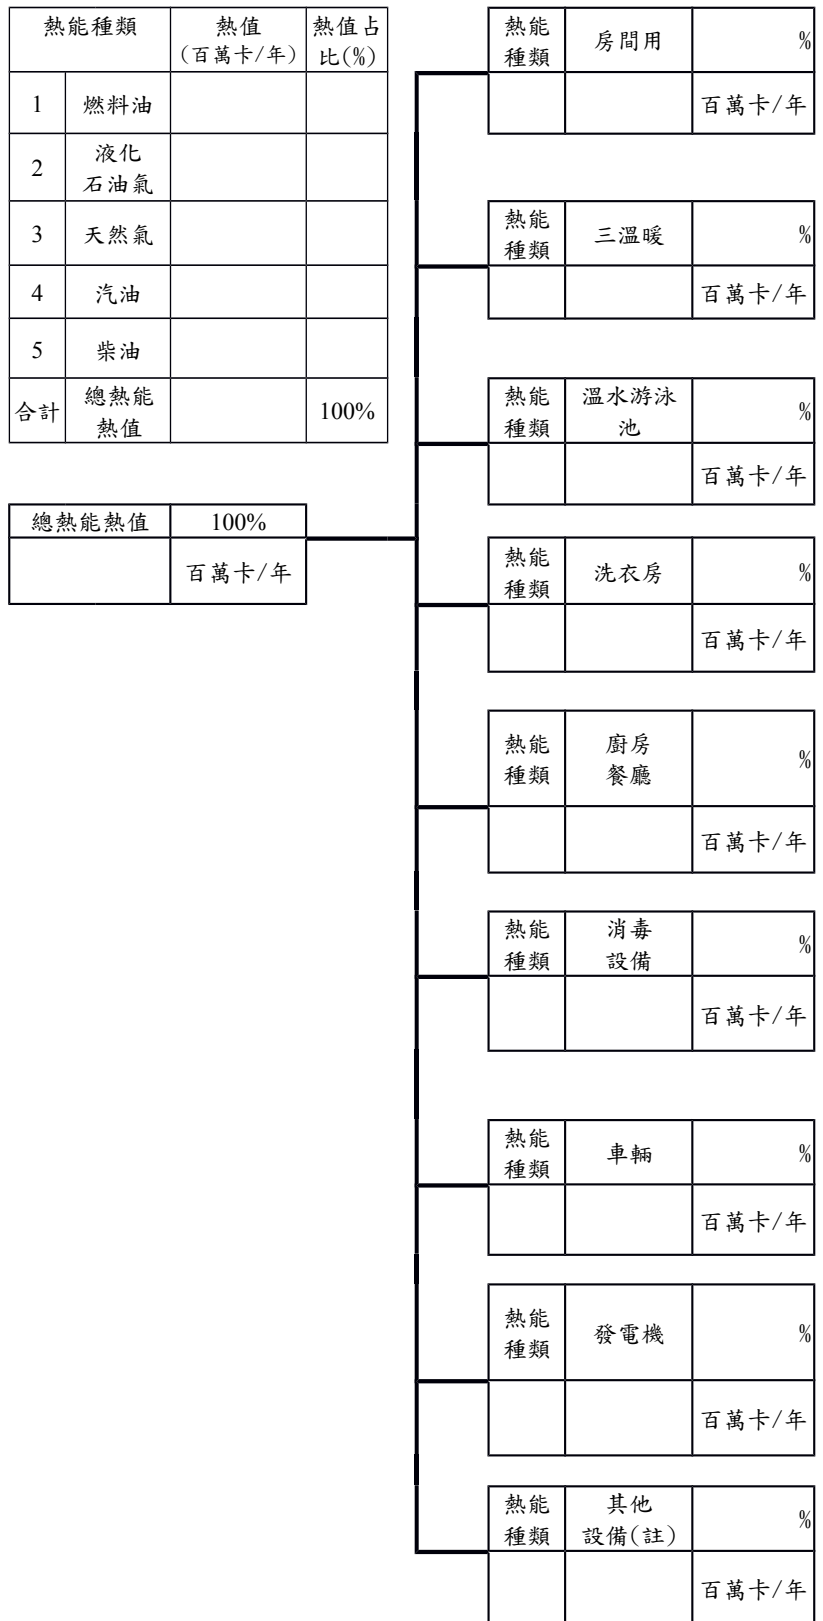 熱能種類 熱值 熱值占
(百萬卡/年) 比(%)
1 燃料油
2 液化
石油氣
3 天然氣
4 汽油
5 柴油
合計 總熱能
熱值 100%
總熱能熱值 100%
百萬卡/年
熱能
種類 房間用 %
百萬卡/年
熱能
種類 三溫暖 %
百萬卡/年
熱能 溫水游泳
種類 池 %
百萬卡/年
熱能
種類 洗衣房 %
百萬卡/年
熱能 廚房
種類 餐廳 %
百萬卡/年
熱能 消毒
種類 設備 %
百萬卡/年
熱能
種類 車輛 %
百萬卡/年
熱能
種類 發電機 %
百萬卡/年
熱能 其他
種類 設備(註) %
百萬卡/年